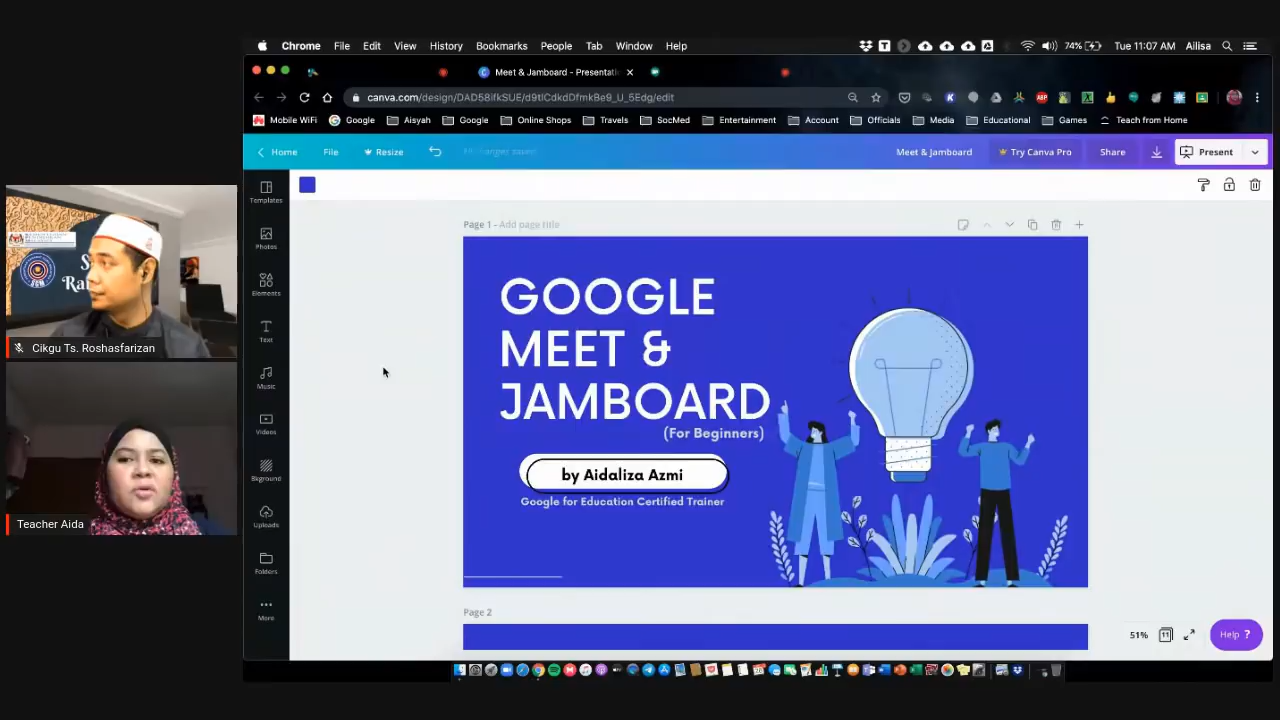 Chrome File Edit View History Bookmarks People Tab Window Help 74% Tue 11:07 AM Ailisa
Meet & Jamboard - Presentati
canva.com/design/DAD58ifkSUE/d9tlCdkdDfmkBe9_U_5Edg/edit
Mobile WiFi Google Aisyah Google Online Shops Travels SocMed Entertainment Account Officials Media Educational Games Teach from Home
Home File Resize Meet & Jamboard Try Canva Pro Share Present
Templates
Photos
Elements
Text
Music
Videos
Bkground
Uploads
Folders
More
Page 1 - Add page title
GOOGLE
MEET &
JAMBOARD
(For Beginners)
by Aidaliza Azmi
Google for Education Certified Trainer
Page 2
51% 11 Help ?
Cikgu Ts. Roshasfarizan
Teacher Aida